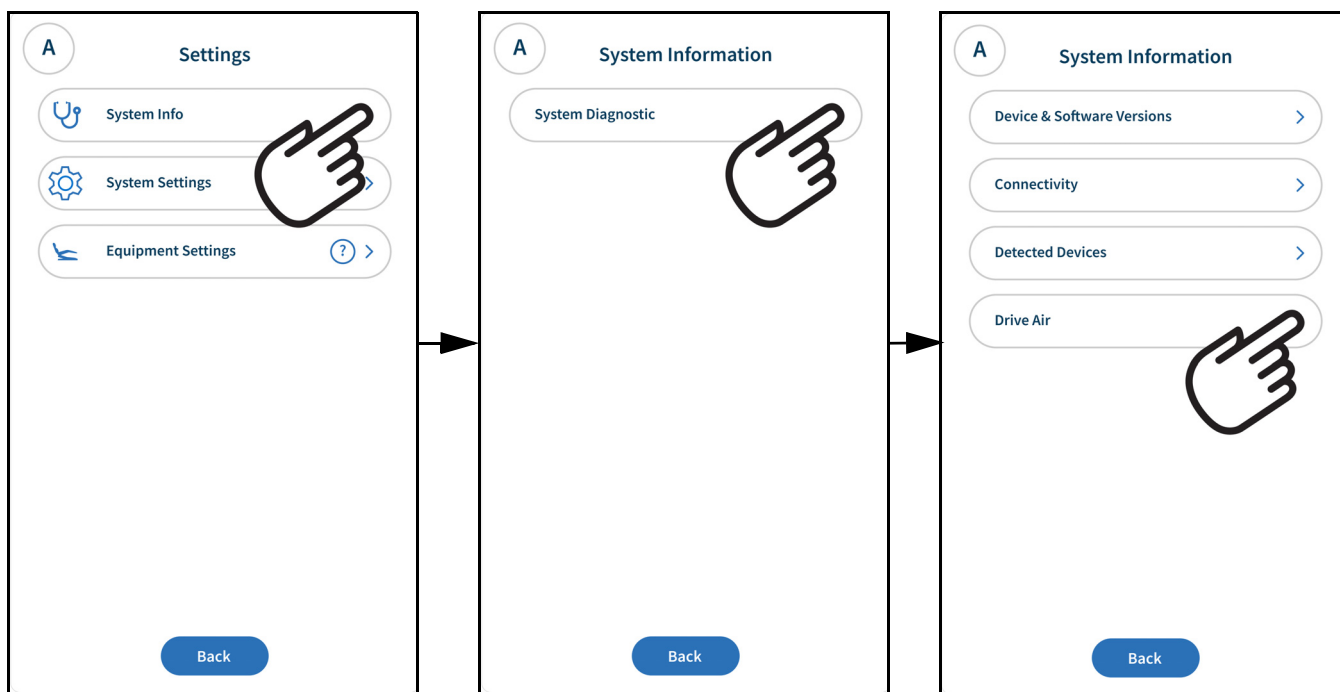 A
Settings
System Info
System Settings
Equipment Settings
?
Back
A
System Information
System Diagnostic
Back
A
System Information
Device & Software Versions
Connectivity
Detected Devices
Drive Air
Back